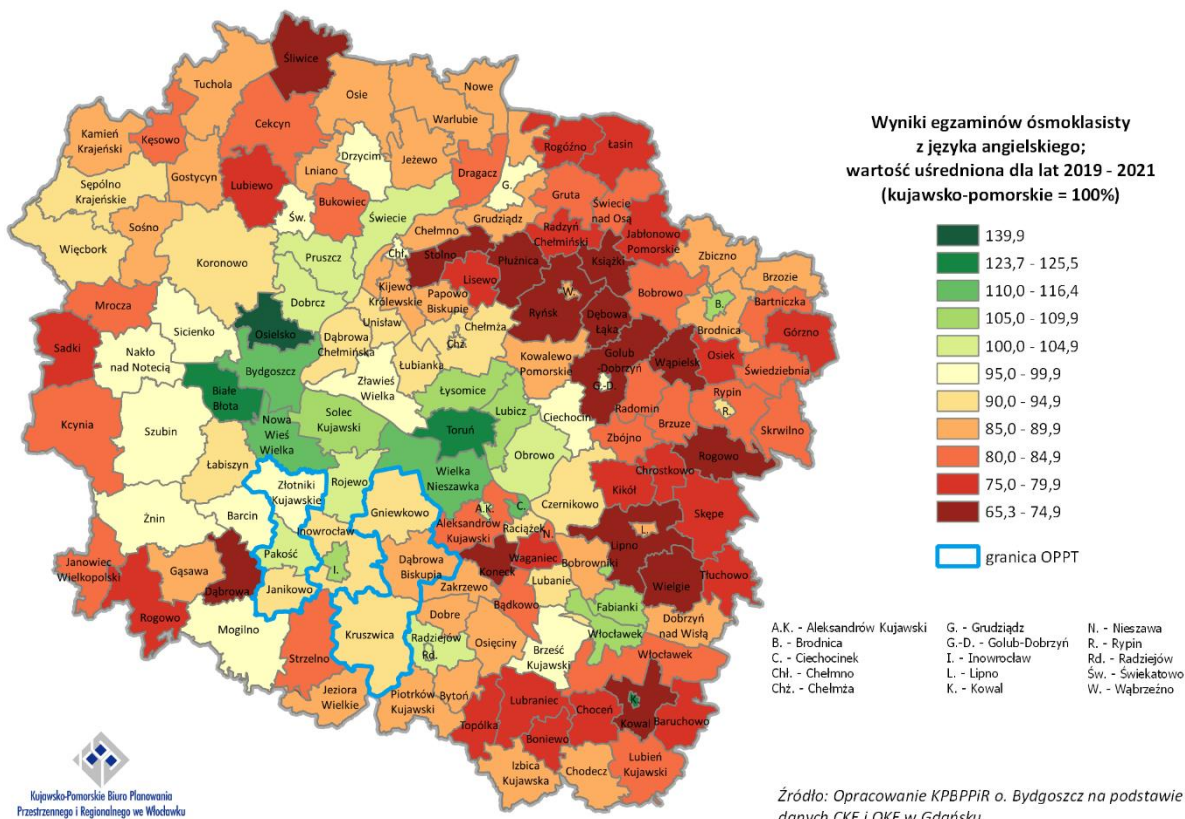 Śliwice
Tuchola
Osie
Nowe
Warlubie
Kamień
Krajeński
Kęsowo
Cekcyn
Drzycim
Jeżewo
Rogóźno
Łasin
Gostycyn
Lubiewo
Lniano
Dragacz
G.
Sępólno
Krajeńskie
Bukowiec
Św.
Świecie
Gruta
Świecie
nad Osą
Sośno
Chełmno
Grudziądz
Radzyń
Chełmiński
Jabłonowo
Pomorskie
Więcbork
Koronowo
Pruszcz
Chł.
Stolno
Płużnica
Książki
Zbiczno
Brzozie
Mrocza
Dobrcz
Kijewo
Królewskie
Lisewo
Papowo
Biskupie
W.
Bobrowo
B.
Bartniczka
Sicienko
Osielsko
Unisław
Ryńsk
Dębowa
Łąka
Brodnica
Górzno
Sadki
Nakło
nad Notecią
Dąbrowa
Chełmińska
Chełmża
Chż.
Golub
-Dobrzyń
Wąpielsk
Osiek
Bydgoszcz
Łubianka
Kowalewo
Pomorskie
G.-D.
Świedziebnia
Białe
Błota
Zławieś
Wielka
Łysomice
Rypin
R.
Kcynia
Szubin
Nowa
Wieś
Wielka
Solec
Kujawski
Toruń
Lubicz
Ciechocin
Radomin
Brzuze
Skrwilno
Zbójno
Łabiszyn
Obrowo
Rogowo
Złotniki
Kujawskie
Rojewo
Wielka
Nieszawka
Chrostkowo
Kikół
Żnin
Barcin
Gniewkowo
A.K.
C.
Czernikowo
Skępe
Inowrocław
Aleksandrów
Kujawski
Raciążek
N.
L.
Janowiec
Wielkopolski
Gąsawa
Pakość
I.
Dąbrowa
Biskupia
Koneck
Waganiec
Lipno
Dąbrowa
Janikowo
Bobrowniki
Wielgie
Tłuchowo
Rogowo
Zakrzewo
Lubanie
Bądkowo
Fabianki
Mogilno
Kruszwica
Dobre
Dobrzyń
nad Wisłą
Strzelno
Radziejów
Rd.
Osięciny
Brześć
Kujawski
Włocławek
Włocławek
Jeziora
Wielkie
Piotrków
Kujawski
Bytoń
Lubraniec
Choceń
K.
Kowal
Baruchowo
Topólka
Boniewo
Izbica
Kujawska
Chodecz
Lubień
Kujawski
Wyniki egzaminów ósmoklasisty
z języka angielskiego;
wartość uśredniona dla lat 2019 - 2021
(kujawsko-pomorskie = 100%)
139,9
123,7 - 125,5
110,0 - 116,4
105,0 - 109,9
100,0 - 104,9
95,0 - 99,9
90,0 - 94,9
85,0 - 89,9
80,0 - 84,9
75,0 - 79,9
65,3 - 74,9
granica OPPT
A.K. - Aleksandrów Kujawski
B. - Brodnica
C. - Ciechocinek
Chł. - Chełmno
Chż. - Chełmża
G. - Grudziądz
G.-D. - Golub-Dobrzyń
I. - Inowrocław
L. - Lipno
K. - Kowal
N. - Nieszawa
R. - Rypin
Rd. - Radziejów
Św. - Świekatowo
W. - Wąbrzeźno
Kujawsko-Pomorskie Biuro Planowania
Przestrzennego i Regionalnego we Włocławku
Źródło: Opracowanie KPBPPiR o. Bydgoszcz na podstawie
danych CKE i OKE w Gdańsku